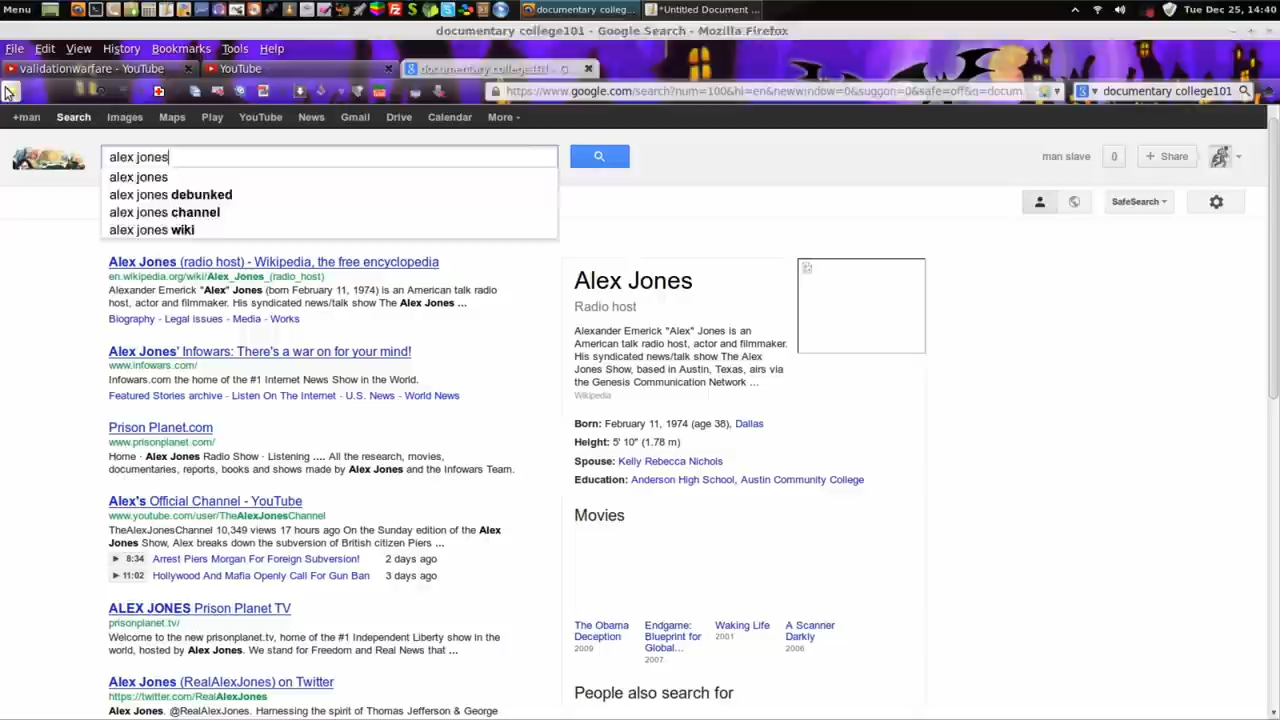 Menu
documentary colleg...
*Untitled Document ...
Tue Dec 25, 14:40
documentary college101 - Google Search - Mozilla Firefox
File Edit View History Bookmarks Tools Help
validationwarfare - YouTube
YouTube
documentary college101 - G
https://www.google.com/search?num=100&hl=en&newwindow=0&suggon=0&safe=off&q=docum
documentary college101
+man Search Images Maps Play YouTube News Gmail Drive Calendar More
alex jones
man slave 0 + Share
alex jones
alex jones debunked
alex jones channel
alex jones wiki
SafeSearch
Alex Jones (radio host) - Wikipedia, the free encyclopedia
en.wikipedia.org/wiki/Alex_Jones_(radio_host)
Alexander Emerick "Alex" Jones (born February 11, 1974) is an American talk radio
host, actor and filmmaker. His syndicated news/talk show The Alex Jones ...
Biography - Legal issues - Media - Works
Alex Jones' Infowars: There's a war on for your mind!
www.infowars.com/
Infowars.com the home of the #1 Internet News Show in the World.
Featured Stories archive - Listen On The Internet - U.S. News - World News
Prison Planet.com
www.prisonplanet.com/
Home · Alex Jones Radio Show · Listening .... All the research, movies,
documentaries, reports, books and shows made by Alex Jones and the Infowars Team.
Alex's Official Channel - YouTube
www.youtube.com/user/TheAlexJonesChannel
TheAlexJonesChannel 10,349 views 17 hours ago On the Sunday edition of the Alex
Jones Show, Alex breaks down the subversion of British citizen Piers ...
8:34 Arrest Piers Morgan For Foreign Subversion! 2 days ago
11:02 Hollywood And Mafia Openly Call For Gun Ban 3 days ago
ALEX JONES Prison Planet TV
prisonplanet.tv/
Welcome to the new prisonplanet.tv, home of the #1 Independent Liberty show in the
world, hosted by Alex Jones. We stand for Freedom and Real News that ...
Alex Jones (RealAlexJones) on Twitter
https://twitter.com/RealAlexJones
Alex Jones. @RealAlexJones. Harnessing the spirit of Thomas Jefferson & George
Alex Jones
Radio host
Alexander Emerick "Alex" Jones is an
American talk radio host, actor and filmmaker.
His syndicated news/talk show The Alex
Jones Show, based in Austin, Texas, airs via
the Genesis Communication Network ...
Wikipedia
Born: February 11, 1974 (age 38), Dallas
Height: 5' 10" (1.78 m)
Spouse: Kelly Rebecca Nichols
Education: Anderson High School, Austin Community College
Movies
The Obama
Deception
2009
Endgame:
Blueprint for
Global...
2007
Waking Life
2001
A Scanner
Darkly
2006
People also search for